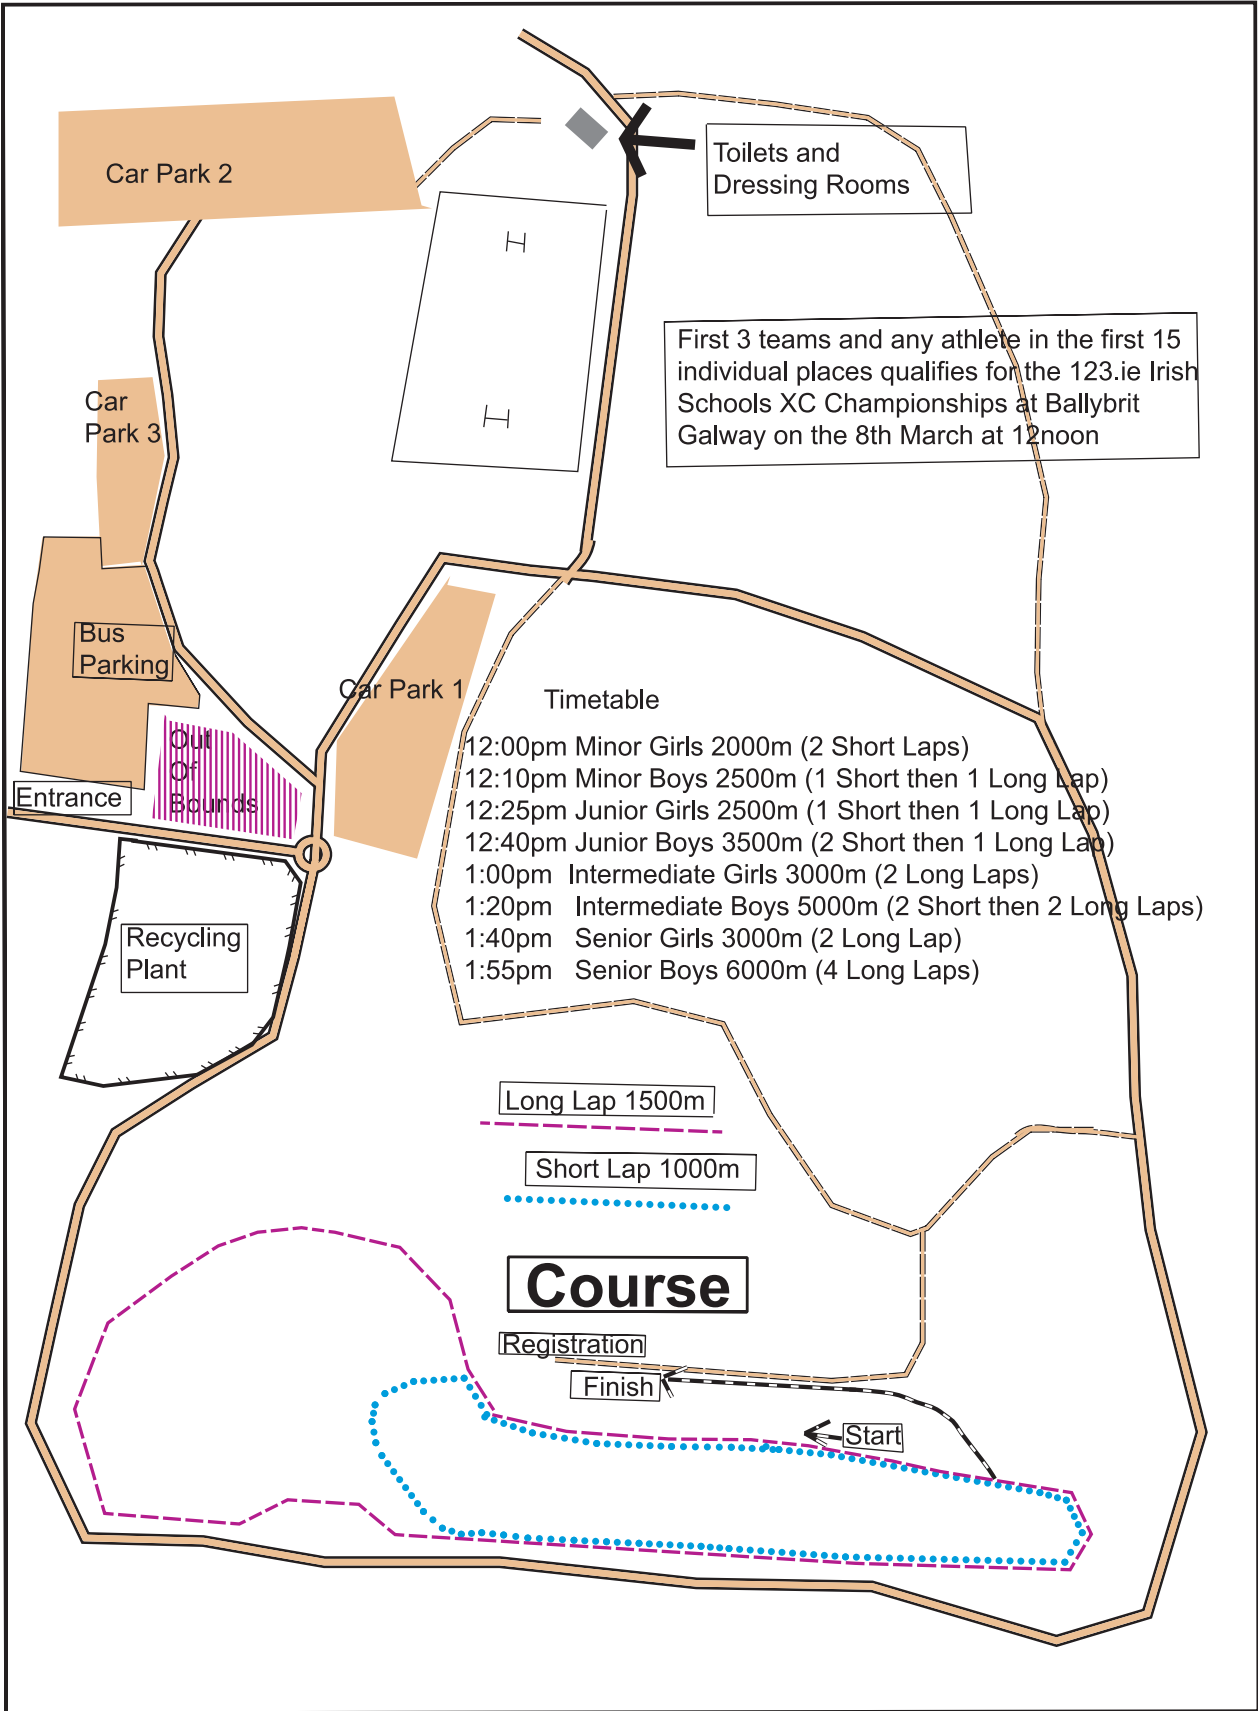 Toilets and
Dressing Rooms
Car Park 2
First 3 teams and any athlete in the first 15
individual places qualifies for the 123.ie Irish
Schools XC Championships at Ballybrit
Galway on the 8th March at 12noon
Car
Park 3
Bus
Parking
Car Park 1
Out
Of
Bounds
Entrance
Timetable
12:00pm Minor Girls 2000m (2 Short Laps)
12:10pm Minor Boys 2500m (1 Short then 1 Long Lap)
12:25pm Junior Girls 2500m (1 Short then 1 Long Lap)
12:40pm Junior Boys 3500m (2 Short then 1 Long Lap)
1:00pm Intermediate Girls 3000m (2 Long Laps)
1:20pm Intermediate Boys 5000m (2 Short then 2 Long Laps)
1:40pm Senior Girls 3000m (2 Long Lap)
1:55pm Senior Boys 6000m (4 Long Laps)
Recycling
Plant
Long Lap 1500m
Short Lap 1000m
Course
Registration
Finish
Start